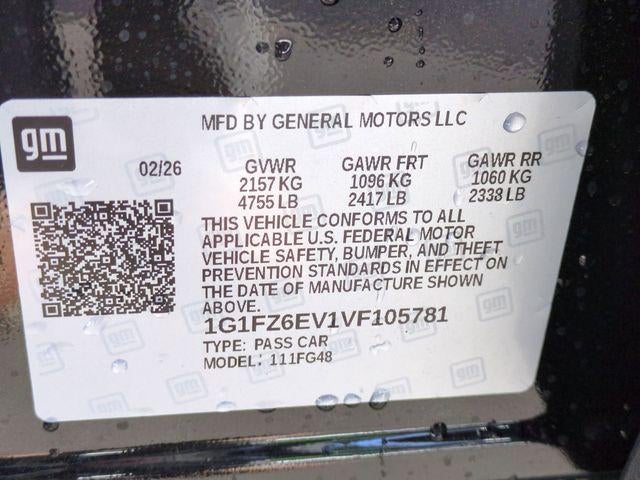 gm
MFD BY GENERAL MOTORS LLC
02/26 GVWR GAWR FRT GAWR RR
2157 KG 1096 KG 1060 KG
4755 LB 2417 LB 2338 LB
THIS VEHICLE CONFORMS TO ALL
APPLICABLE U.S. FEDERAL MOTOR
VEHICLE SAFETY, BUMPER, AND THEFT
PREVENTION STANDARDS IN EFFECT ON
THE DATE OF MANUFACTURE SHOWN
ABOVE.
1G1FZ6EV1VF105781
TYPE: PASS CAR
MODEL: 111FG48